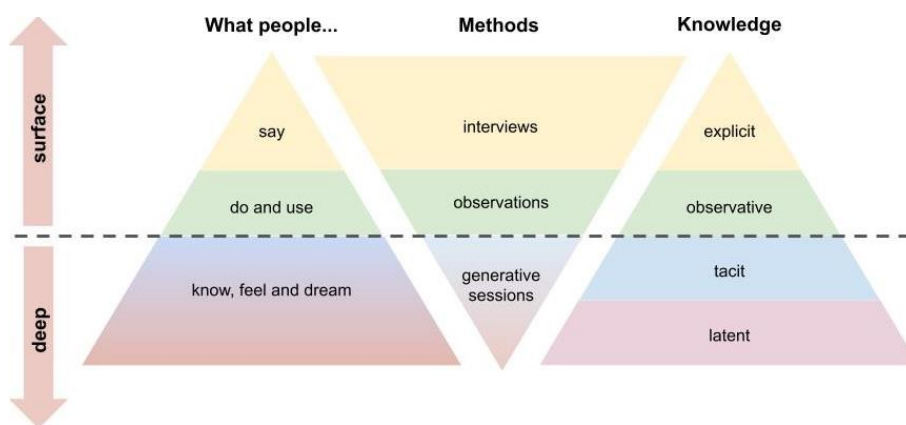 What people...
Methods
Knowledge
surface
say
interviews
explicit
do and use
observations
observative
deep
know, feel and dream
generative
sessions
tacit
latent